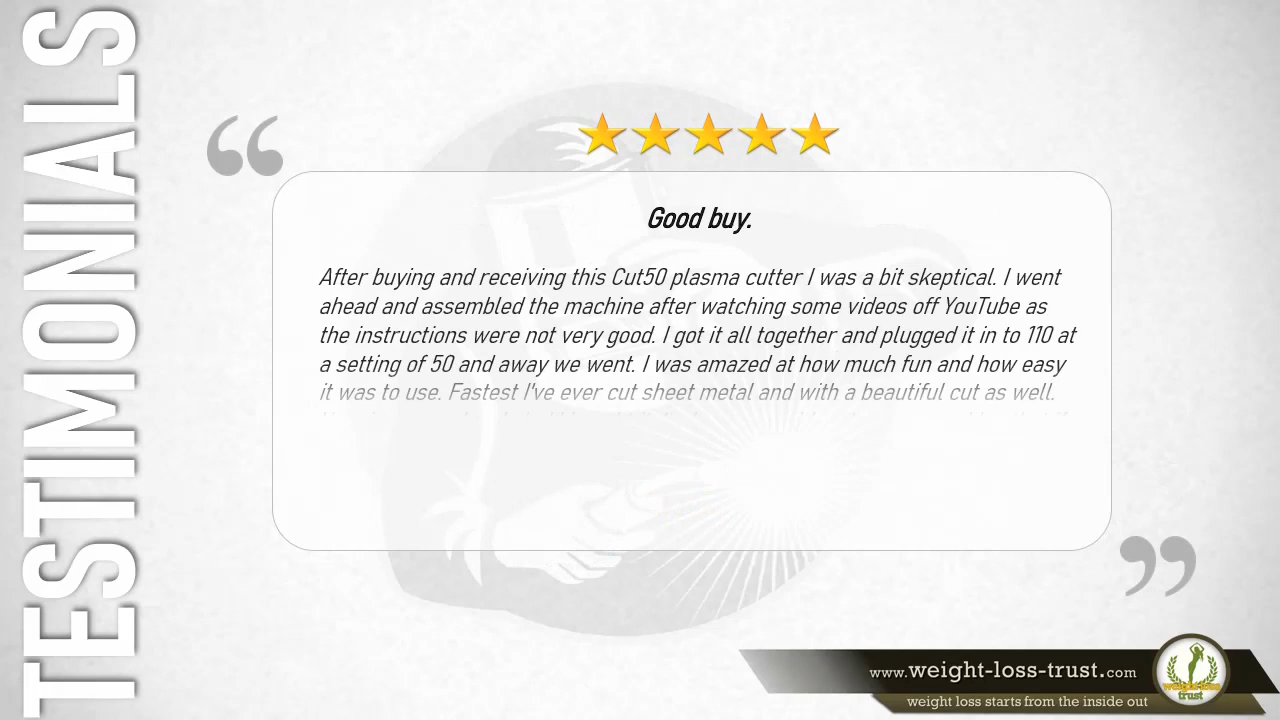 TESTIMONIALS
Good buy.
After buying and receiving this Cut50 plasma cutter I was a bit skeptical. I went
ahead and assembled the machine after watching some videos off YouTube as
the instructions were not very good. I got it all together and plugged it in to 110 at
a setting of 50 and away we went. I was amazed at how much fun and how easy
it was to use. Fastest I've ever cut sheet metal and with a beautiful cut as well.
www.weight-loss-trust.com
weight loss
trust
weight loss starts from the inside out